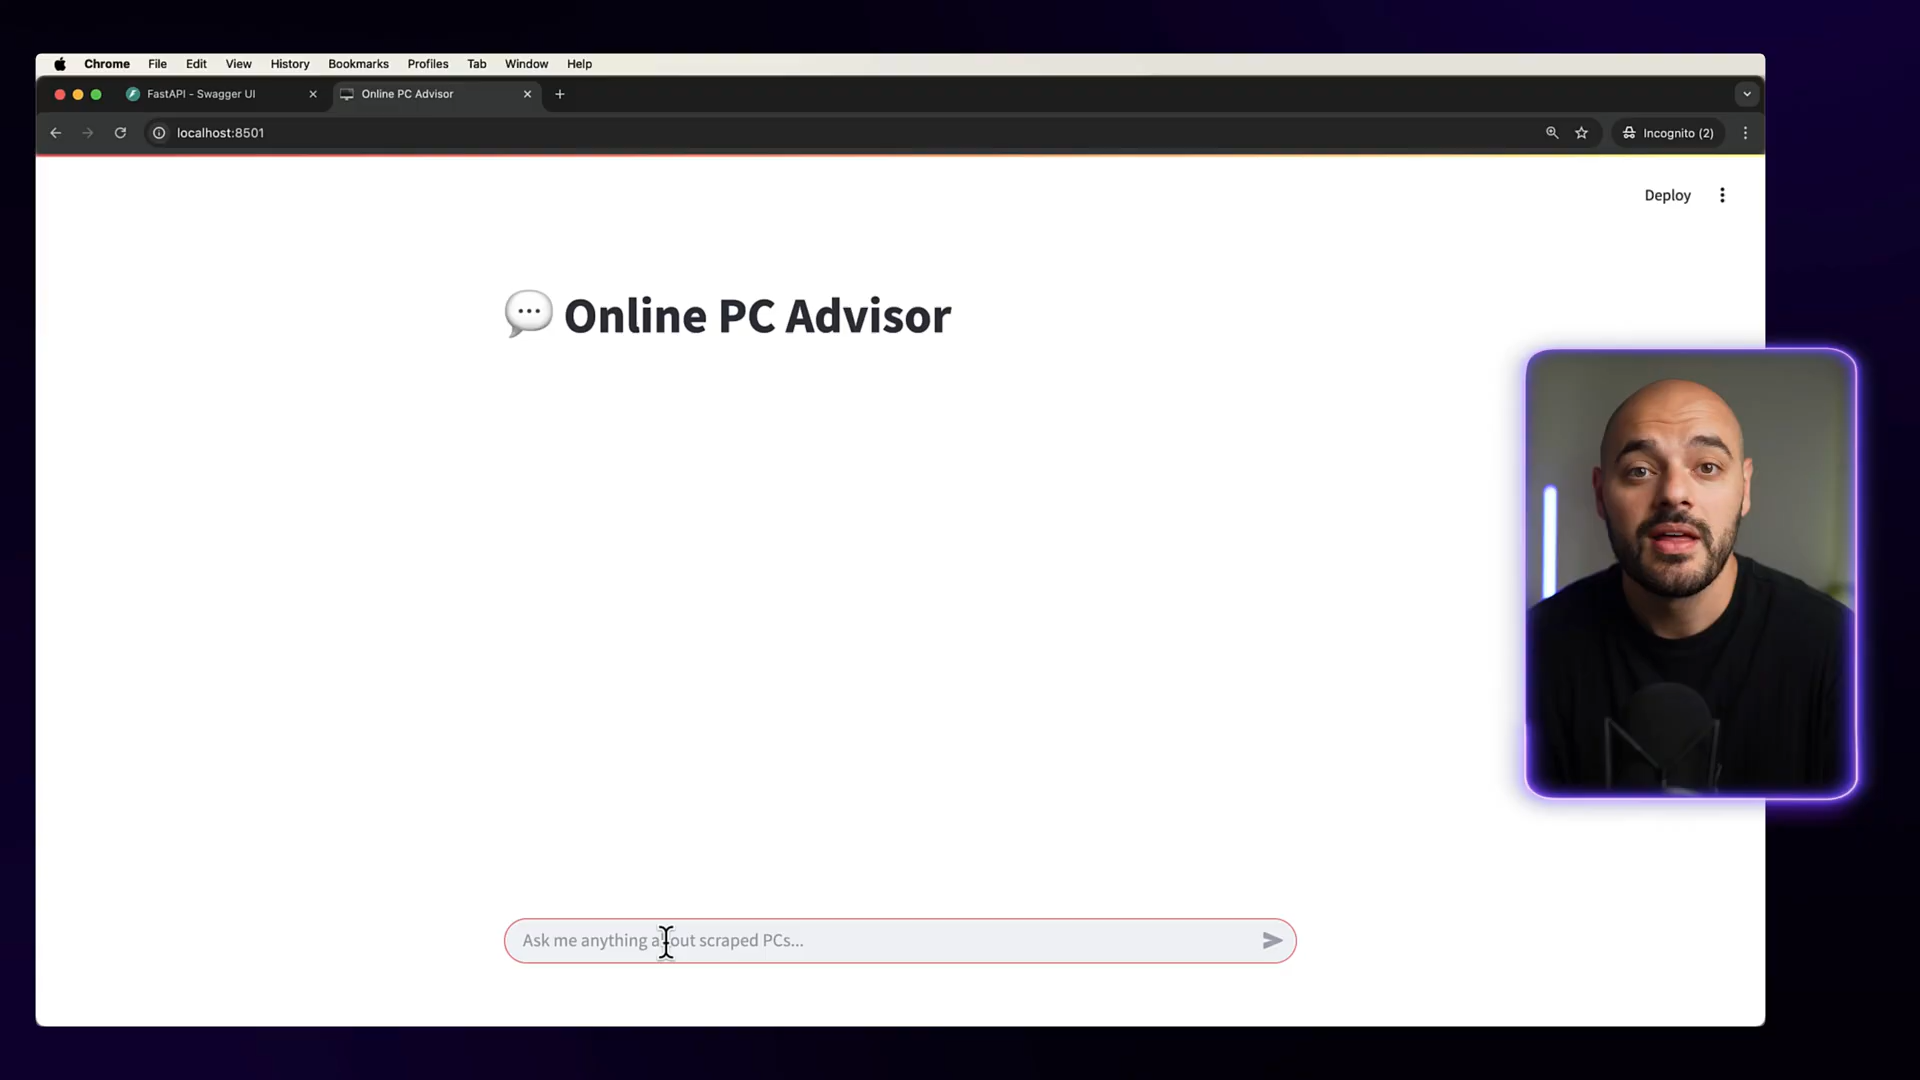 Chrome File Edit View History Bookmarks Profiles Tab Window Help
FastAPI - Swagger UI Online PC Advisor
localhost:8501 Incognito (2)
Deploy
Online PC Advisor
Ask me anything about scraped PCs...